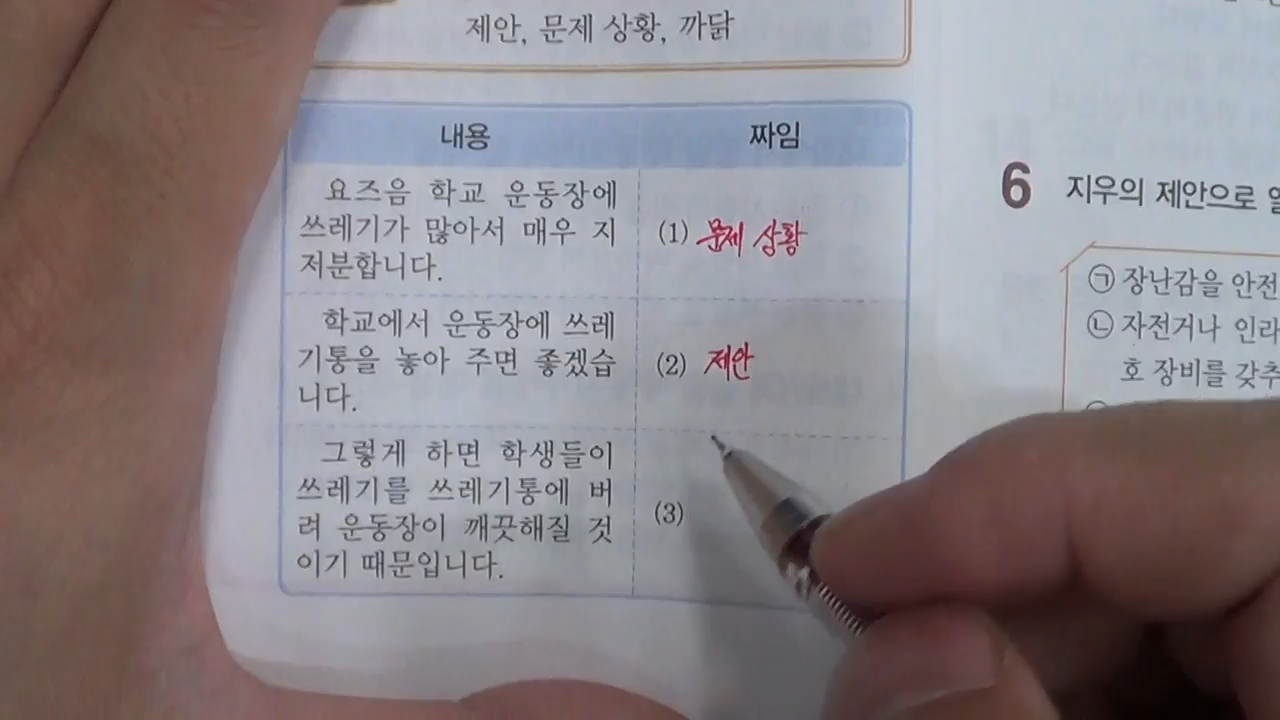 제안, 문제 상황, 까닭
내용
짜임
요즈음 학교 운동장에
쓰레기가 많아서 매우 지
저분합니다.
(1) 문제 상황
학교에서 운동장에 쓰레
기통을 놓아 주면 좋겠습
니다.
(2) 제안
그렇게 하면 학생들이
쓰레기를 쓰레기통에 버
려 운동장이 깨끗해질 것
이기 때문입니다.
(3)
6 지우의 제안으로
㉠ 장난감을 안전
㉡ 자전거나 인라
호 장비를 갖추